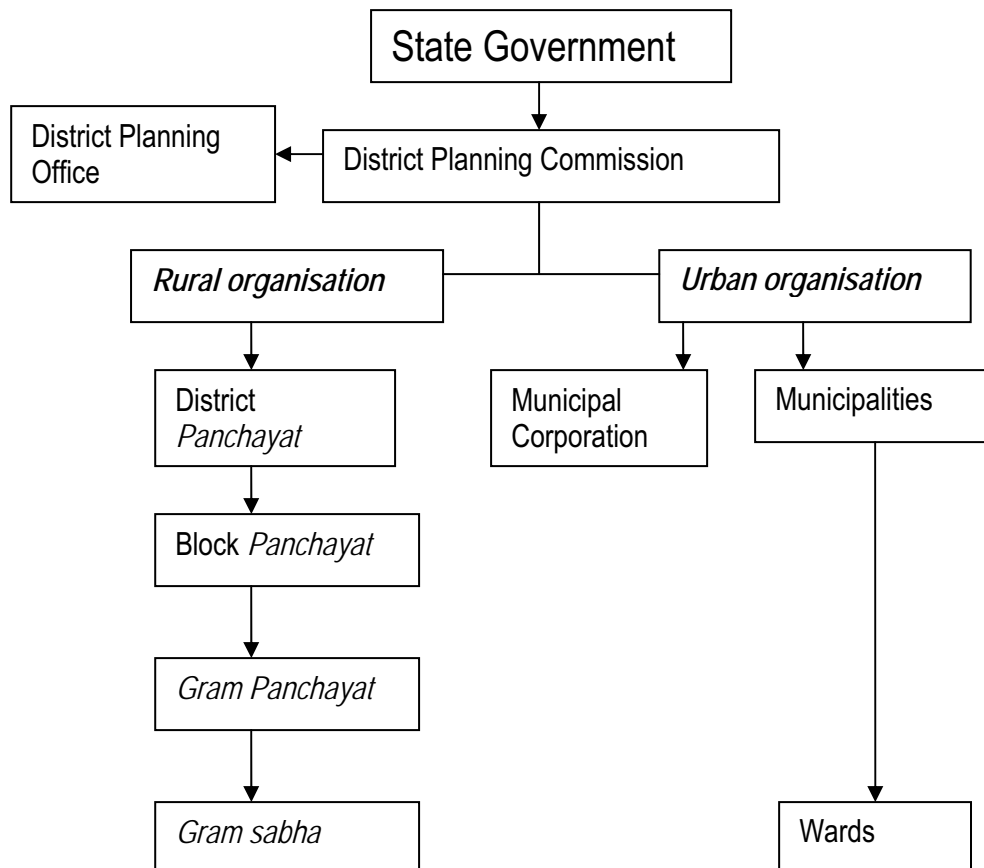 State Government
District Planning
Office
District Planning Commission
Rural organisation
Urban organisation
District
Panchayat
Municipal
Corporation
Municipalities
Block Panchayat
Gram Panchayat
Gram sabha
Wards